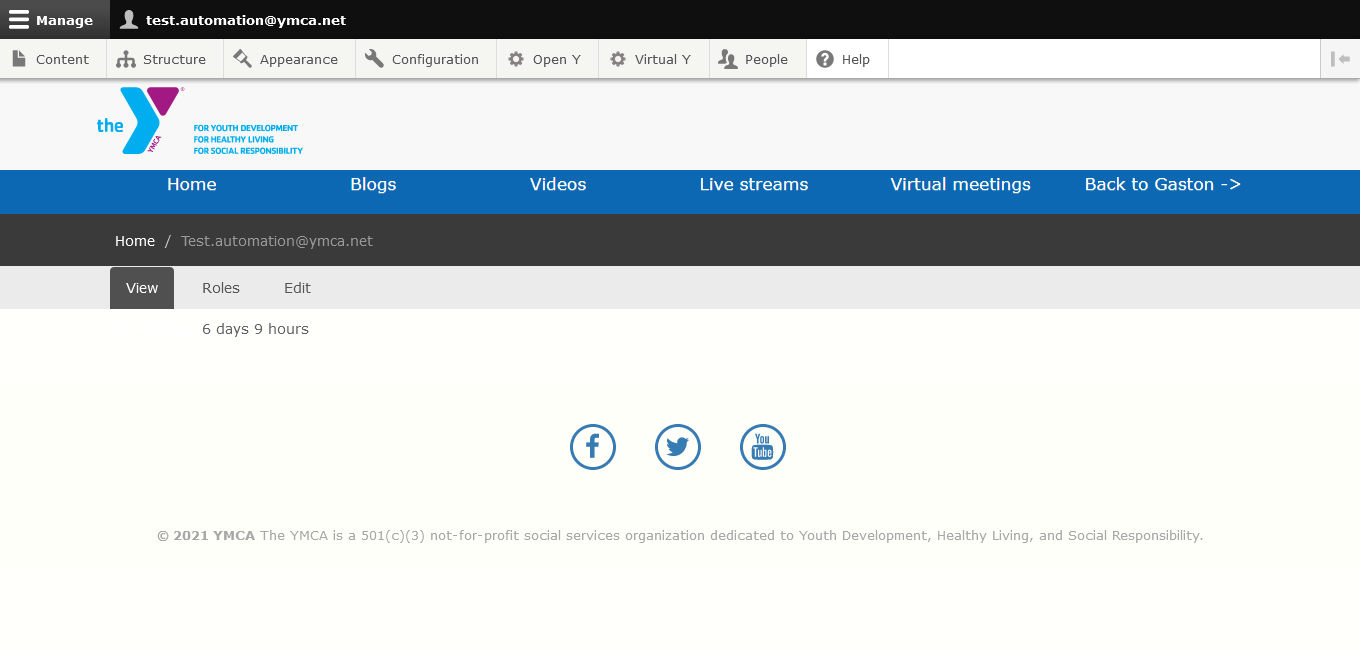 Manage test.automation@ymca.net
Content Structure Appearance Configuration Open Y Virtual Y People Help
the YMCA ®
FOR YOUTH DEVELOPMENT
FOR HEALTHY LIVING
FOR SOCIAL RESPONSIBILITY
Home Blogs Videos Live streams Virtual meetings Back to Gaston ->
Home / Test.automation@ymca.net
View Roles Edit
6 days 9 hours
You Tube
© 2021 YMCA The YMCA is a 501(c)(3) not-for-profit social services organization dedicated to Youth Development, Healthy Living, and Social Responsibility.